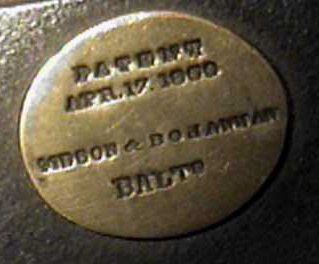 PATENT
APR. 17. 1860
GIBSON & BOHANNAN
BALTO